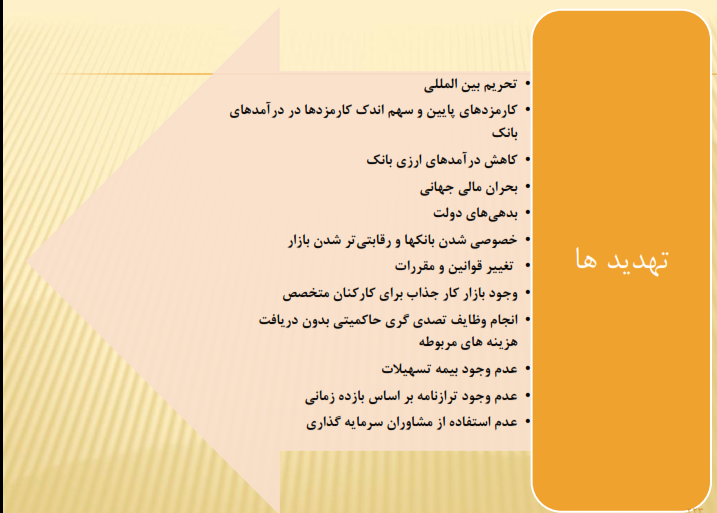 تهدید ها
• تحریم بین المللی
• کارمزدهای پایین و سهم اندک کارمزدها در درآمدهای
بانک
• کاهش درآمدهای ارزی بانک
• بحران مالی جهانی
• بدهی‌های دولت
• خصوصی شدن بانکها و رقابتی‌تر شدن بازار
• تغییر قوانین و مقررات
• وجود بازار کار جذاب برای کارکنان متخصص
• انجام وظایف تصدی گری حاکمیتی بدون دریافت
هزینه های مربوطه
• عدم وجود بیمه تسهیلات
• عدم وجود ترازنامه بر اساس بازده زمانی
• عدم استفاده از مشاوران سرمایه گذاری